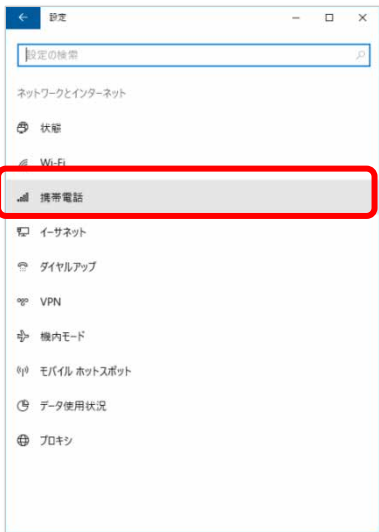 設定
設定の検索
ネットワークとインターネット
状態
Wi-Fi
携帯電話
イーサネット
ダイヤルアップ
VPN
機内モード
モバイル ホットスポット
データ使用状況
プロキシ